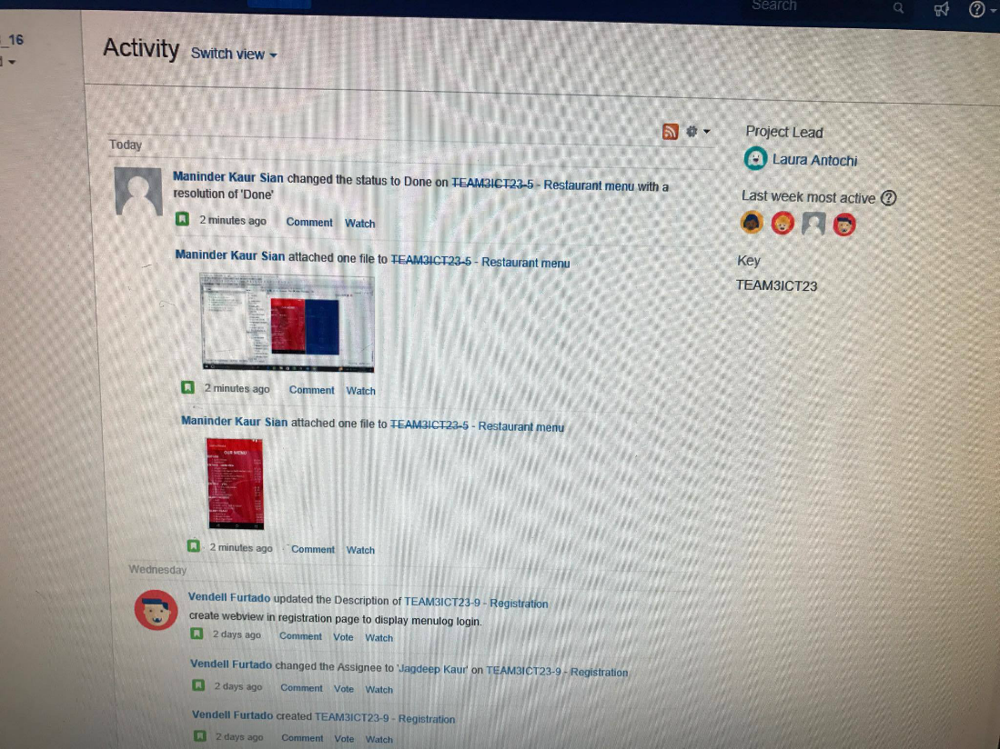 Search
_16
Activity Switch view
Today
Maninder Kaur Sian changed the status to Done on TEAM3ICT23-5 - Restaurant menu with a
resolution of 'Done'
2 minutes ago Comment Watch
Maninder Kaur Sian attached one file to TEAM3ICT23-5 - Restaurant menu
2 minutes ago Comment Watch
Maninder Kaur Sian attached one file to TEAM3ICT23-5 - Restaurant menu
OUR MENU
2 minutes ago Comment Watch
Wednesday
Vendell Furtado updated the Description of TEAM3ICT23-9 - Registration
create webview in registration page to display menulog login.
2 days ago Comment Vote Watch
Vendell Furtado changed the Assignee to 'Jagdeep Kaur' on TEAM3ICT23-9 - Registration
2 days ago Comment Vote Watch
Vendell Furtado created TEAM3ICT23-9 - Registration
2 days ago Comment Vote Watch
Project Lead
Laura Antochi
Last week most active
Key
TEAM3ICT23